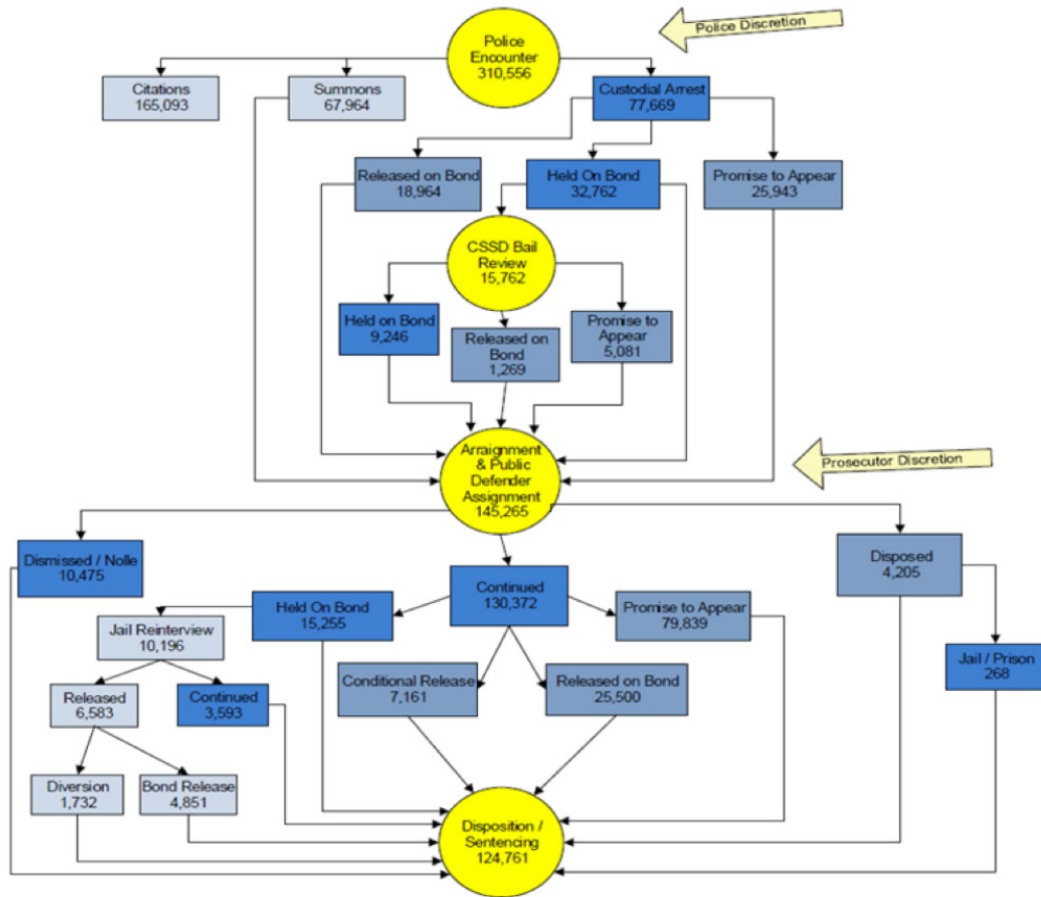 Police Discretion
Police
Encounter
310,556
Citations
165,093
Summons
67,964
Custodial Arrest
77,669
Released on Bond
18,964
Held On Bond
32,762
Promise to Appear
25,943
CSSD Bail
Review
15,762
Held on Bond
9,246
Released on
Bond
1,269
Promise to
Appear
5,081
Arraignment
& Public
Defender
Assignment
145,265
Prosecutor Discretion
Dismissed / Nolle
10,475
Continued
130,372
Disposed
4,205
Held On Bond
15,255
Promise to Appear
79,839
Jail Reinterview
10,196
Jail / Prison
268
Conditional Release
7,161
Released on Bond
25,500
Released
6,583
Continued
3,593
Diversion
1,732
Bond Release
4,851
Disposition /
Sentencing
124,761